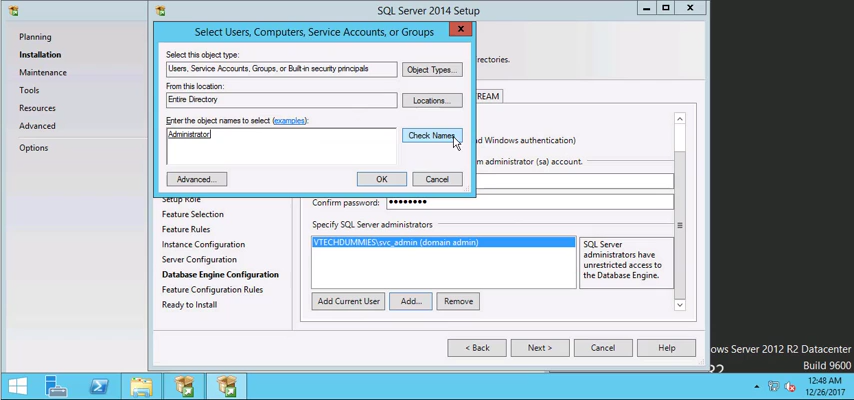 SQL Server 2014 Setup
Planning
Installation
Maintenance
Tools
Resources
Advanced
Options
Select Users, Computers, Service Accounts, or Groups
Select this object type:
Users, Service Accounts, Groups, or Built-in security principals
Object Types...
From this location:
Entire Directory
Locations...
Enter the object names to select (examples):
Administrator
Check Names
Advanced...
OK
Cancel
directories.
REAM
nd Windows authentication)
m administrator (sa) account.
Setup Role
Feature Selection
Feature Rules
Instance Configuration
Server Configuration
Database Engine Configuration
Feature Configuration Rules
Ready to Install
Confirm password:
Specify SQL Server administrators
VTECHDUMMIES\svc_admin (domain admin)
SQL Server
administrators have
unrestricted access to
the Database Engine.
Add Current User
Add...
Remove
< Back
Next >
Cancel
Help
ows Server 2012 R2 Datacenter
Build 9600
12:48 AM
12/26/2017